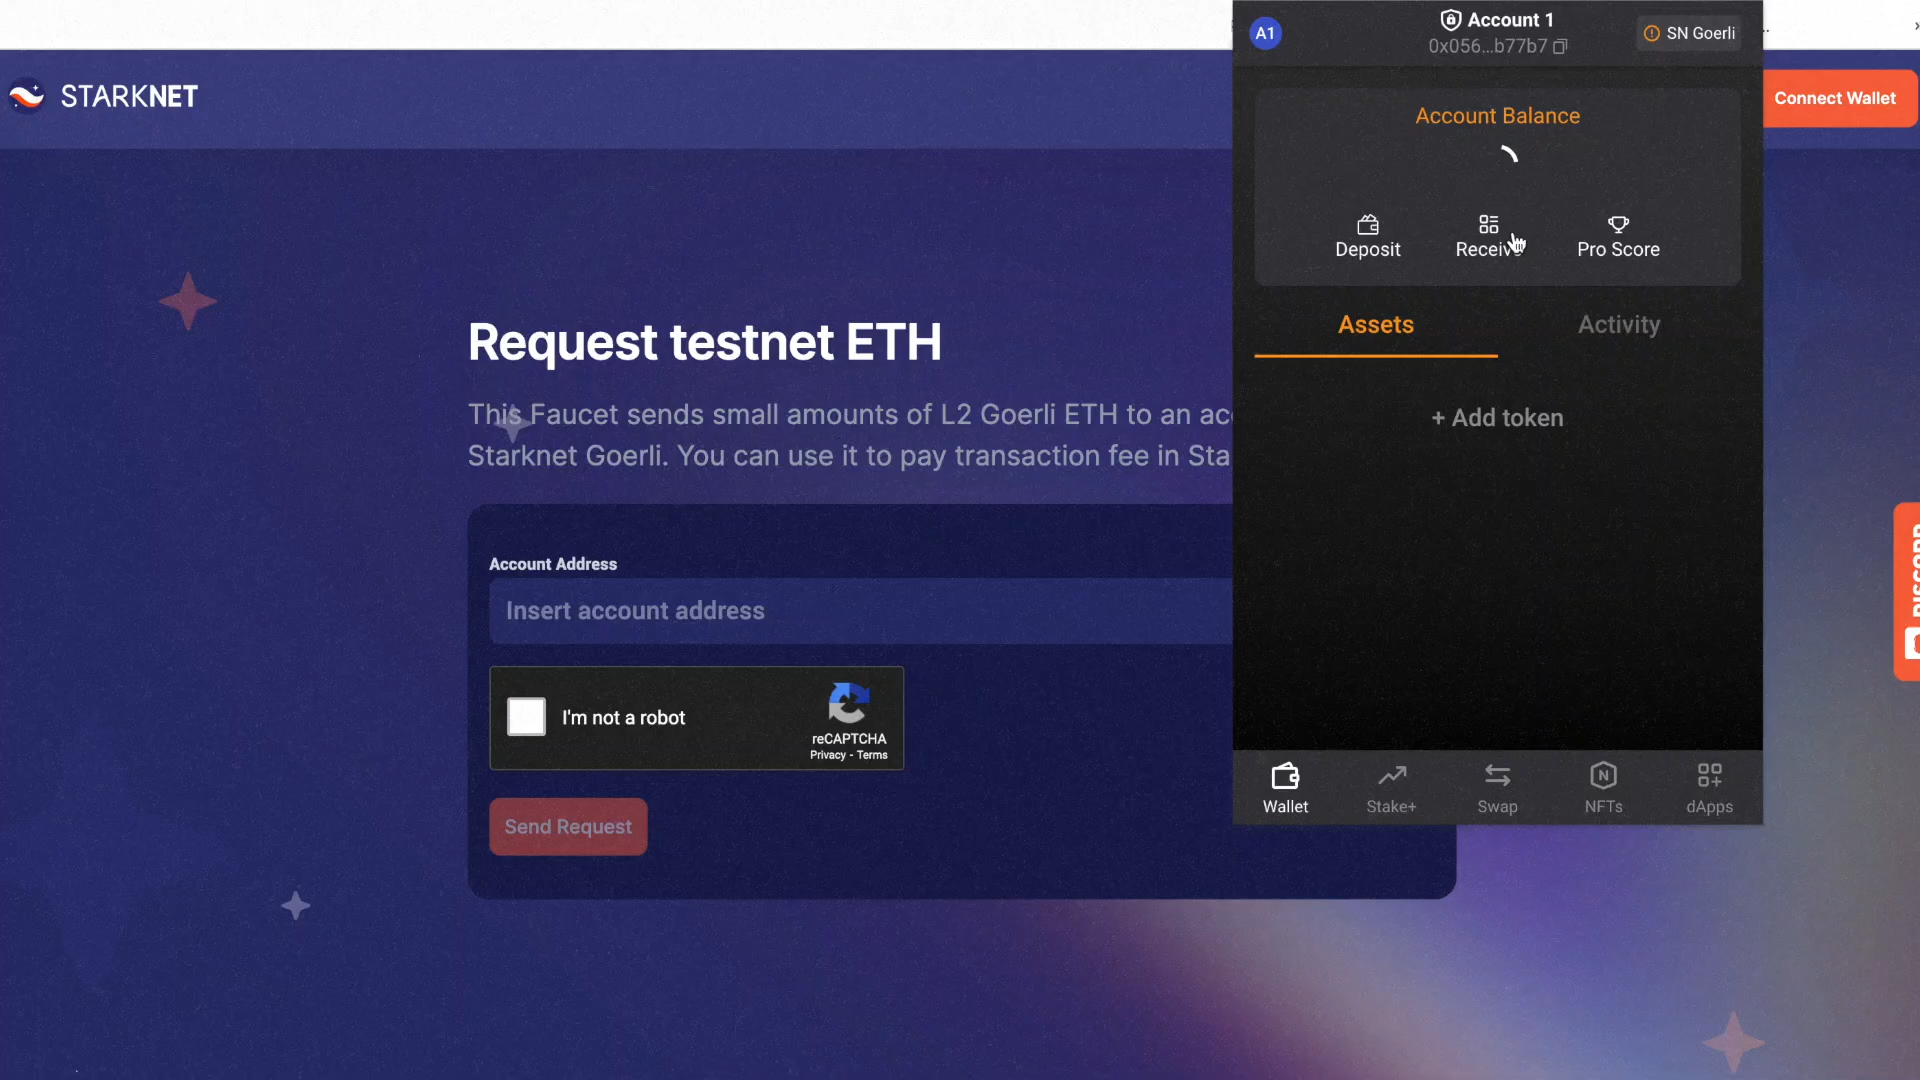 STARKNET
Connect Wallet
Request testnet ETH
This Faucet sends small amounts of L2 Goerli ETH to an
Starknet Goerli. You can use it to pay transaction fee in
Account Address
Insert account address
I'm not a robot
reCAPTCHA
Privacy - Terms
Send Request
A1
Account 1
0x056...b77b7
SN Goerli
Account Balance
Deposit
Receive
Pro Score
Assets
Activity
+ Add token
Wallet
Stake+
Swap
NFTs
dApps
DISCORD